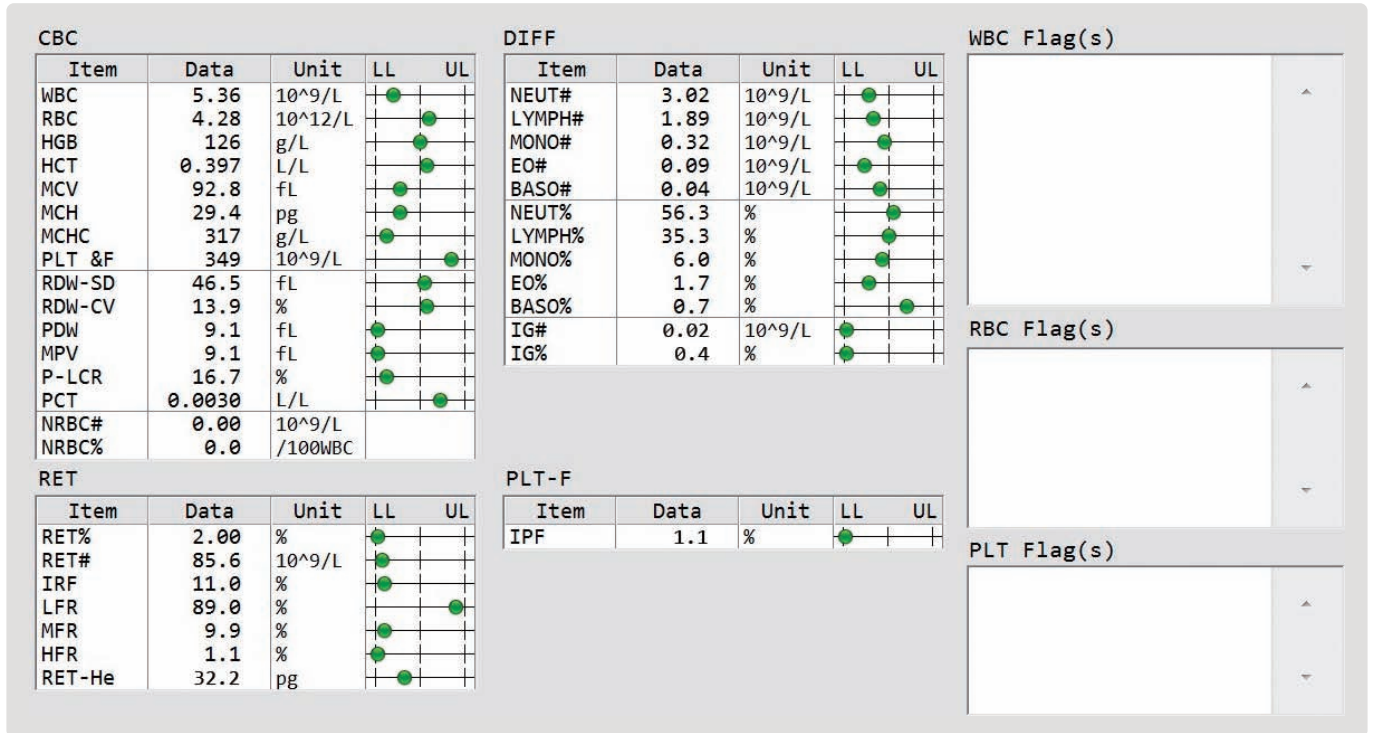 CBC
Item Data Unit LL UL
WBC 5.36 10^9/L
RBC 4.28 10^12/L
HGB 126 g/L
HCT 0.397 L/L
MCV 92.8 fL
MCH 29.4 pg
MCHC 317 g/L
PLT &F 349 10^9/L
RDW-SD 46.5 fL
RDW-CV 13.9 %
PDW 9.1 fL
MPV 9.1 fL
P-LCR 16.7 %
PCT 0.0030 L/L
NRBC# 0.00 10^9/L
NRBC% 0.0 /100WBC
DIFF
Item Data Unit LL UL
NEUT# 3.02 10^9/L
LYMPH# 1.89 10^9/L
MONO# 0.32 10^9/L
EO# 0.09 10^9/L
BASO# 0.04 10^9/L
NEUT% 56.3 %
LYMPH% 35.3 %
MONO% 6.0 %
EO% 1.7 %
BASO% 0.7 %
IG# 0.02 10^9/L
IG% 0.4 %
WBC Flag(s)
RBC Flag(s)
RET
Item Data Unit LL UL
RET% 2.00 %
RET# 85.6 10^9/L
IRF 11.0 %
LFR 89.0 %
MFR 9.9 %
HFR 1.1 %
RET-He 32.2 pg
PLT-F
Item Data Unit LL UL
IPF 1.1 %
PLT Flag(s)